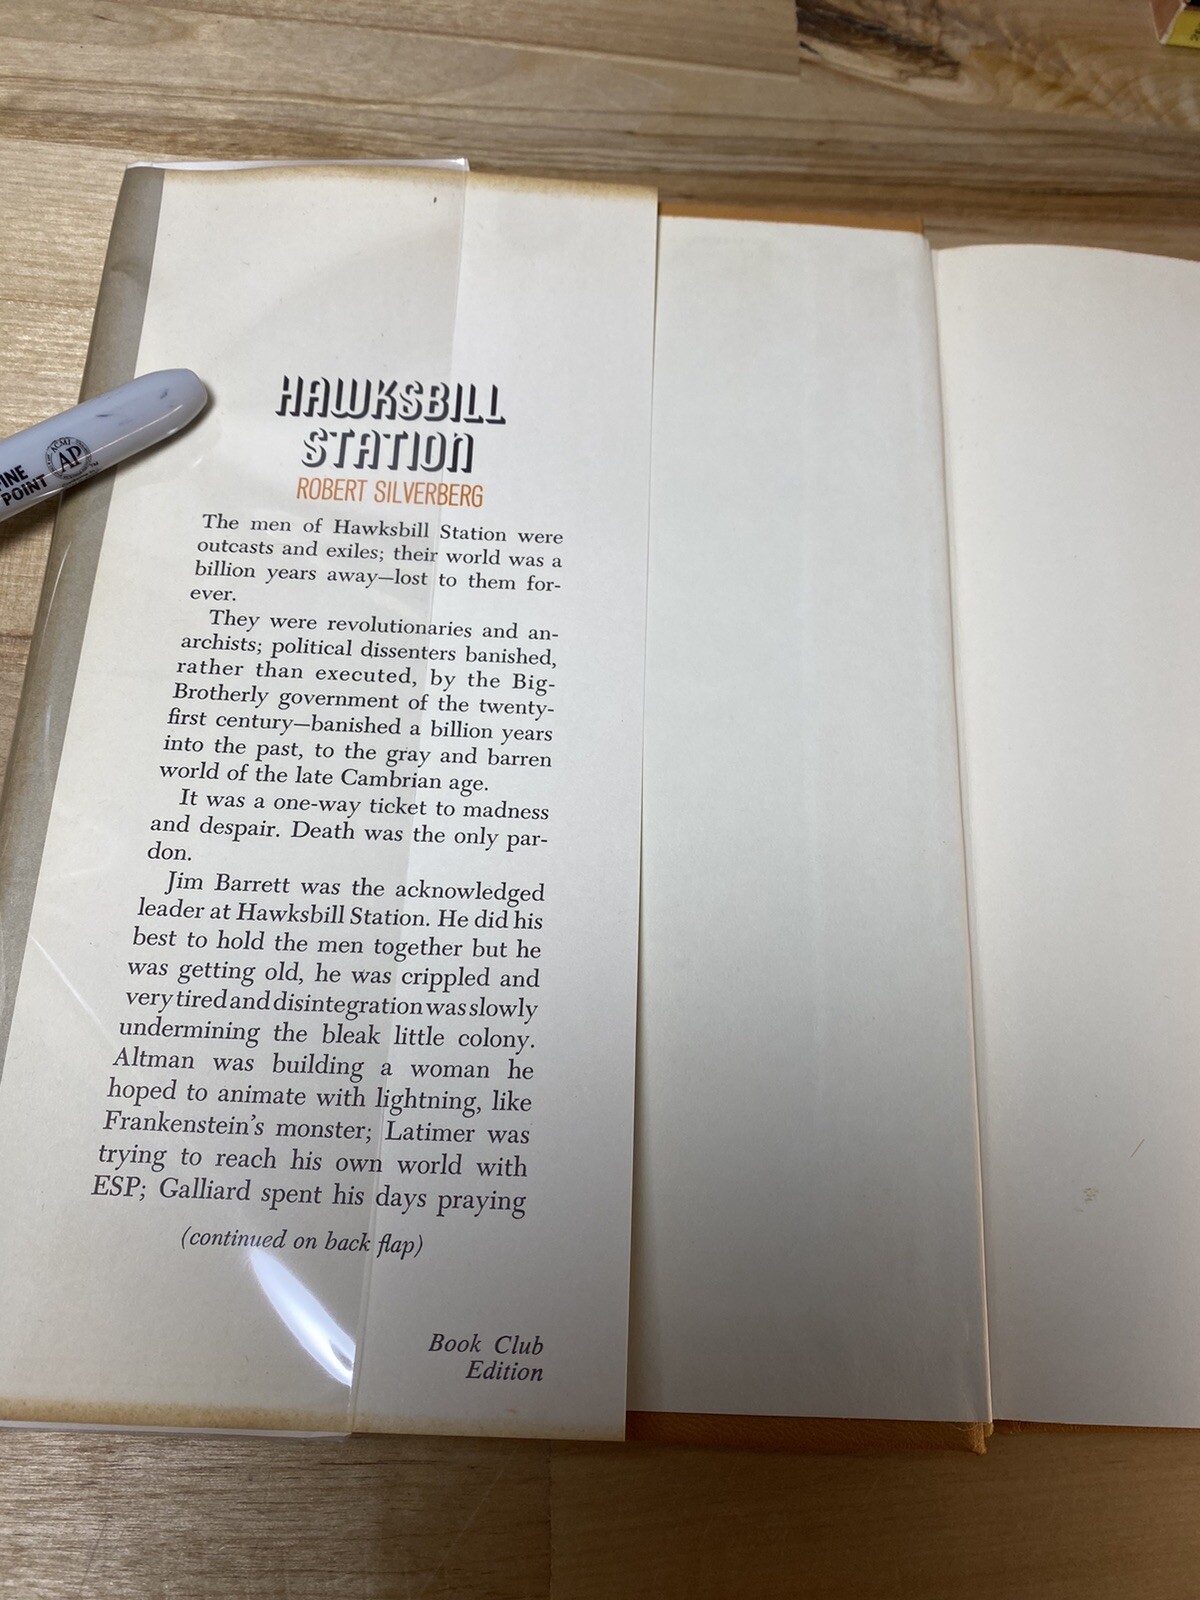 HAWKSBILL
STATION
ROBERT SILVERBERG
The men of Hawksbill Station were
outcasts and exiles; their world was a
billion years away—lost to them for-
ever.
They were revolutionaries and an-
archists; political dissenters banished,
rather than executed, by the Big-
Brotherly government of the twenty-
first century—banished a billion years
into the past, to the gray and barren
world of the late Cambrian age.
It was a one-way ticket to madness
and despair. Death was the only par-
don.
Jim Barrett was the acknowledged
leader at Hawksbill Station. He did his
best to hold the men together but he
was getting old, he was crippled and
very tired and disintegration was slowly
undermining the bleak little colony.
Altman was building a woman he
hoped to animate with lightning, like
Frankenstein's monster; Latimer was
trying to reach his own world with
ESP; Galliard spent his days praying
(continued on back flap)
Book Club
Edition
FINE
POINT
ACMI
AP